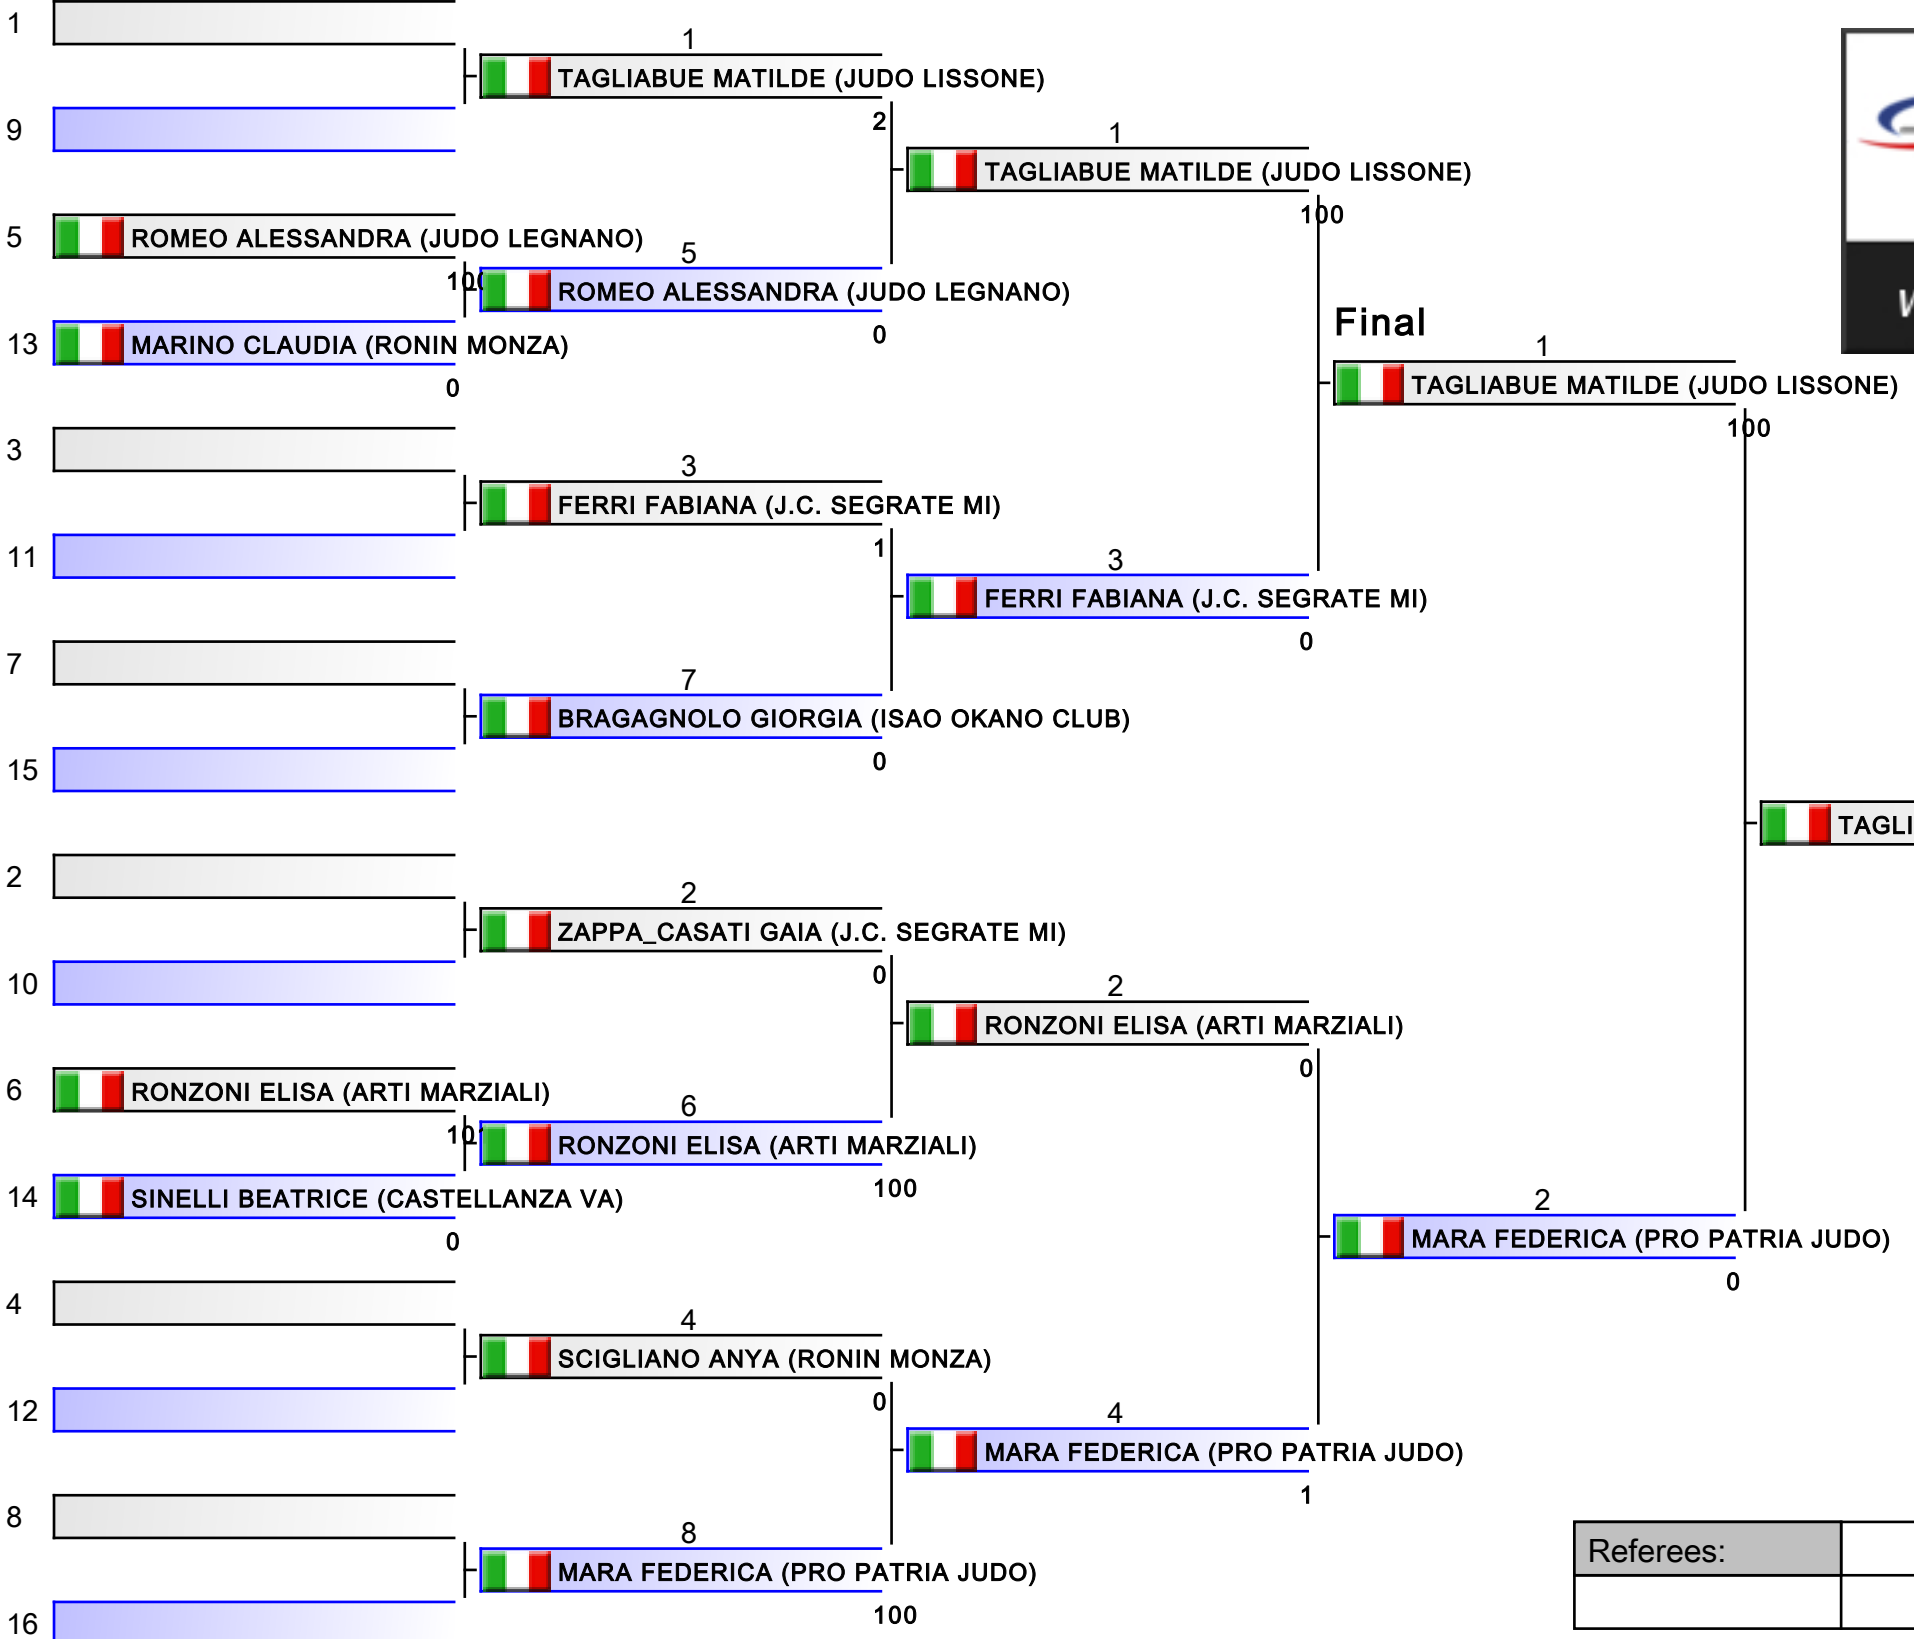 1
1
TAGLIABUE MATILDE (JUDO LISSONE)
2
9
1
TAGLIABUE MATILDE (JUDO LISSONE)
100
5
ROMEO ALESSANDRA (JUDO LEGNANO)
5
ROMEO ALESSANDRA (JUDO LEGNANO)
0
13
MARINO CLAUDIA (RONIN MONZA)
0
Final
1
TAGLIABUE MATILDE (JUDO LISSONE)
100
3
3
FERRI FABIANA (J.C. SEGRATE MI)
1
11
3
FERRI FABIANA (J.C. SEGRATE MI)
0
7
7
BRAGAGNOLO GIORGIA (ISAO OKANO CLUB)
0
15
TAGLI
2
2
ZAPPA_CASATI GAIA (J.C. SEGRATE MI)
0
10
2
RONZONI ELISA (ARTI MARZIALI)
0
6
RONZONI ELISA (ARTI MARZIALI)
6
RONZONI ELISA (ARTI MARZIALI)
100
14
SINELLI BEATRICE (CASTELLANZA VA)
0
2
MARA FEDERICA (PRO PATRIA JUDO)
0
4
4
SCIGLIANO ANYA (RONIN MONZA)
0
12
4
MARA FEDERICA (PRO PATRIA JUDO)
1
8
8
MARA FEDERICA (PRO PATRIA JUDO)
100
16
Referees: